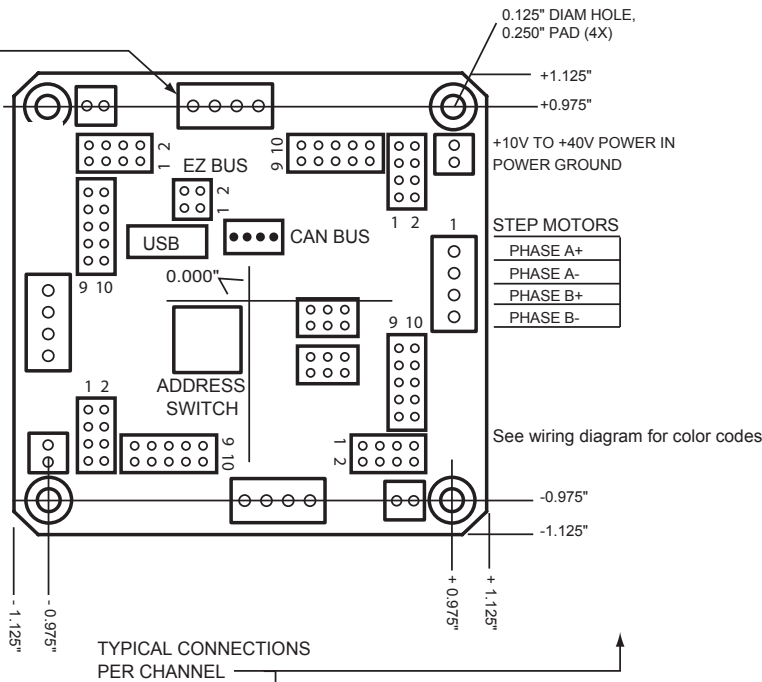 0.125" DIAM HOLE,
0.250" PAD (4X)
+1.125"
+0.975"
+10V TO +40V POWER IN
POWER GROUND
1 2
EZ BUS
1 2
9 10
1 2
1
STEP MOTORS
PHASE A+
PHASE A-
PHASE B+
PHASE B-
USB
CAN BUS
9 10
0.000"
9 10
ADDRESS
SWITCH
1 2
9 10
1 2
See wiring diagram for color codes
-0.975"
-1.125"
- 1.125"
- 0.975"
+ 0.975"
+ 1.125"
TYPICAL CONNECTIONS
PER CHANNEL